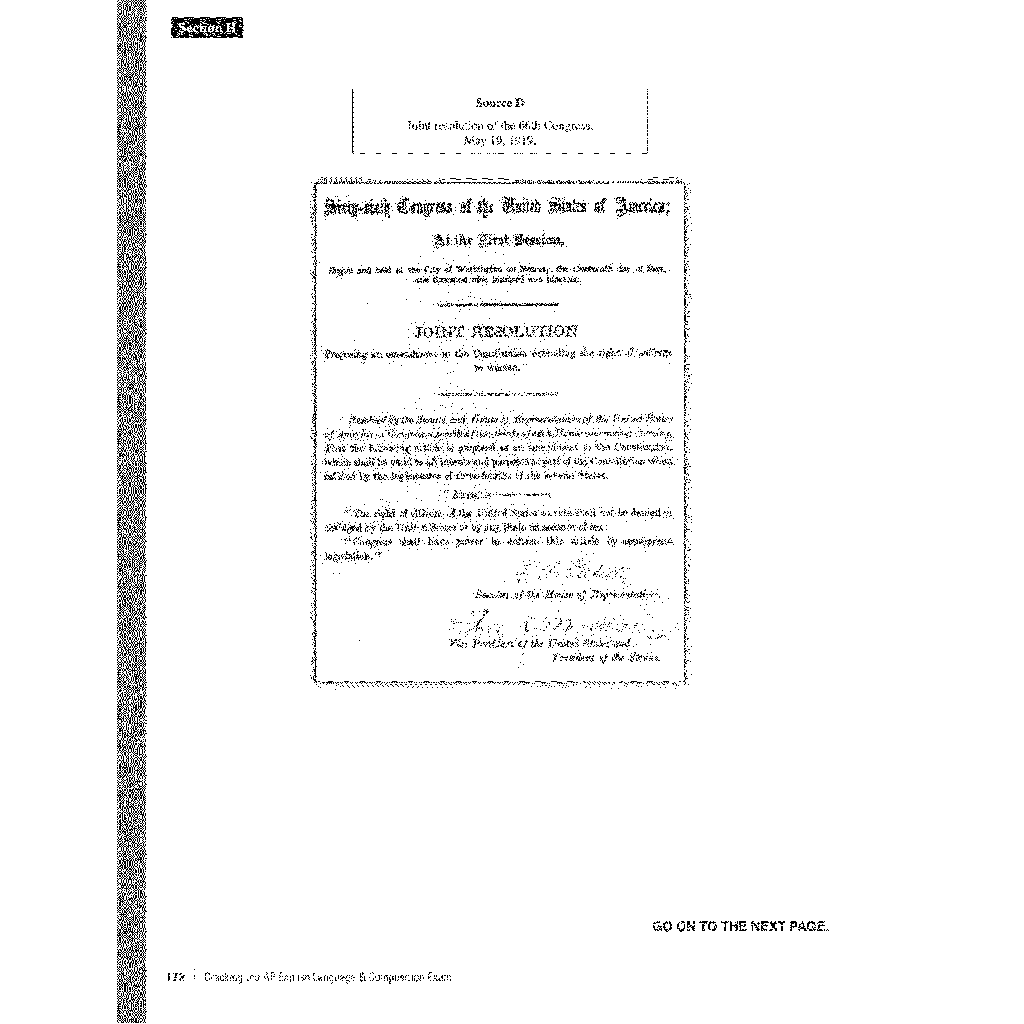 Section II
Source D
Joint resolution of the 66th Congress,
May 19, 1919.
Sixty-sixth Congress of the United States of America;
At the First Session,
Begun and held at the City of Washington on Monday, the nineteenth day of May,
one thousand nine hundred and nineteen.
JOINT RESOLUTION
Proposing an amendment to the Constitution extending the right of suffrage
to women.
Resolved by the Senate and House of Representatives of the United States
of America in Congress assembled (two-thirds of each House concurring therein),
That the following article is proposed as an amendment to the Constitution,
which shall be valid to all intents and purposes as part of the Constitution when
ratified by the legislatures of three-fourths of the several States.
"Article
"The right of citizens of the United States to vote shall not be denied or
abridged by the United States or by any State on account of sex.
"Congress shall have power to enforce this article by appropriate
legislation."
Speaker of the House of Representatives.
Vice President of the United States and
President of the Senate.
GO ON TO THE NEXT PAGE.
172 | Cracking the AP English Language & Composition Exam